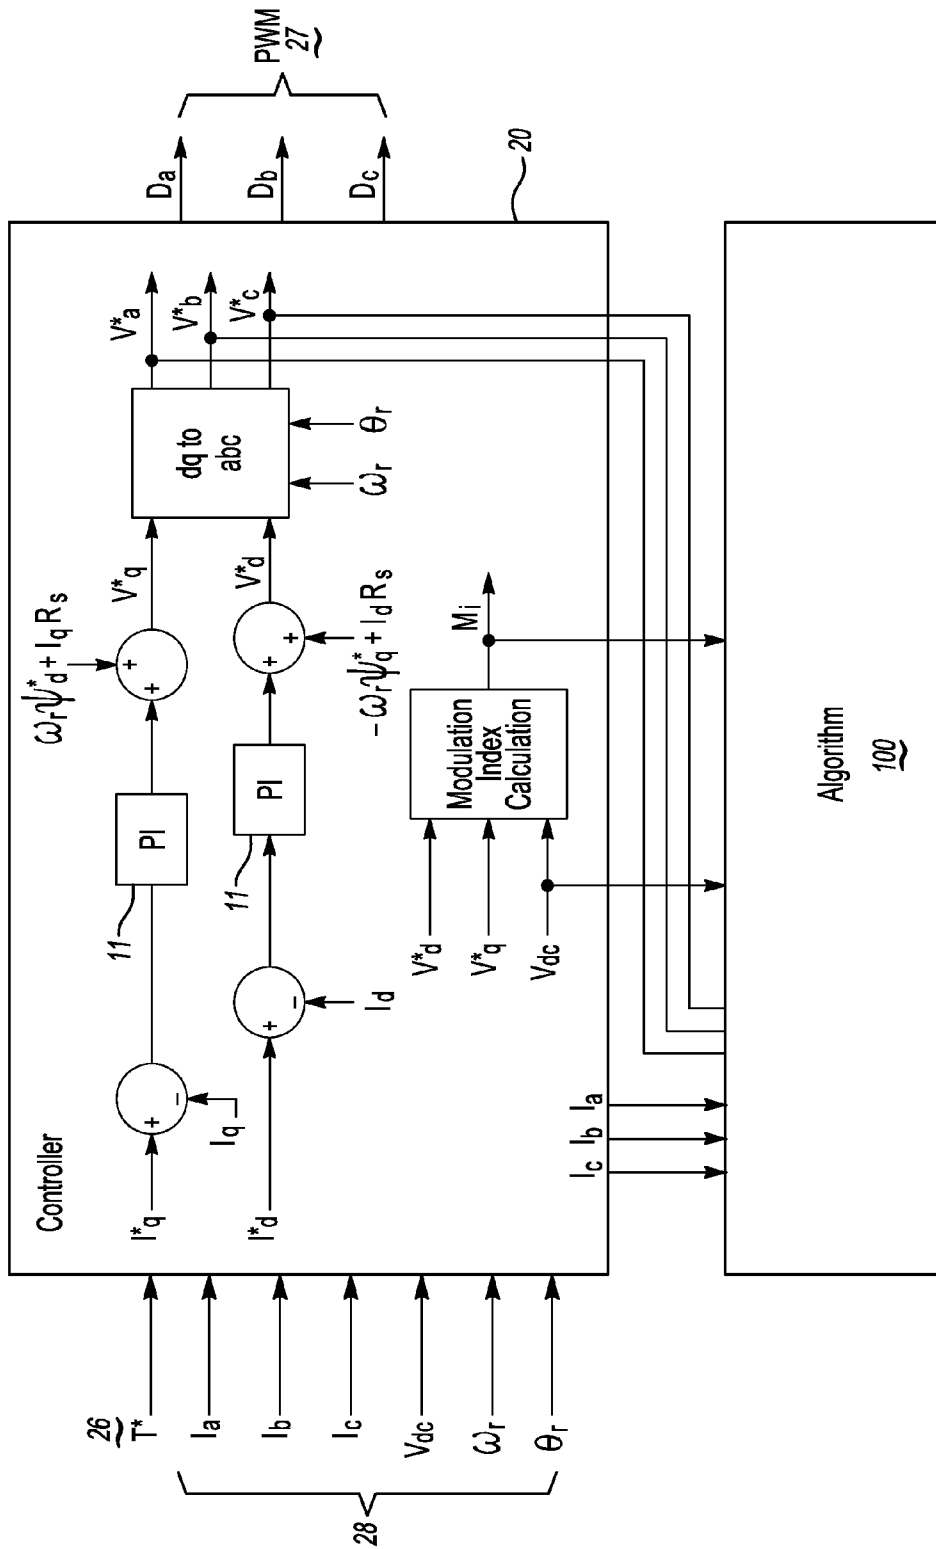 Controller
20
26
T*
Ia
Ib
Ic
Vdc
ωr
θr
28
I*q
+
−
Iq
11
PI
+
+
ωrψ*d + IqRs
V*q
I*d
+
−
Id
11
PI
+
+
−ωrψ*q + IdRs
V*d
dq to
abc
ωr
θr
V*a
V*b
V*c
V*d
V*q
Vdc
Modulation
Index
Calculation
Mi
Da
Db
Dc
PWM
27
Ic
Ib
Ia
Algorithm
100